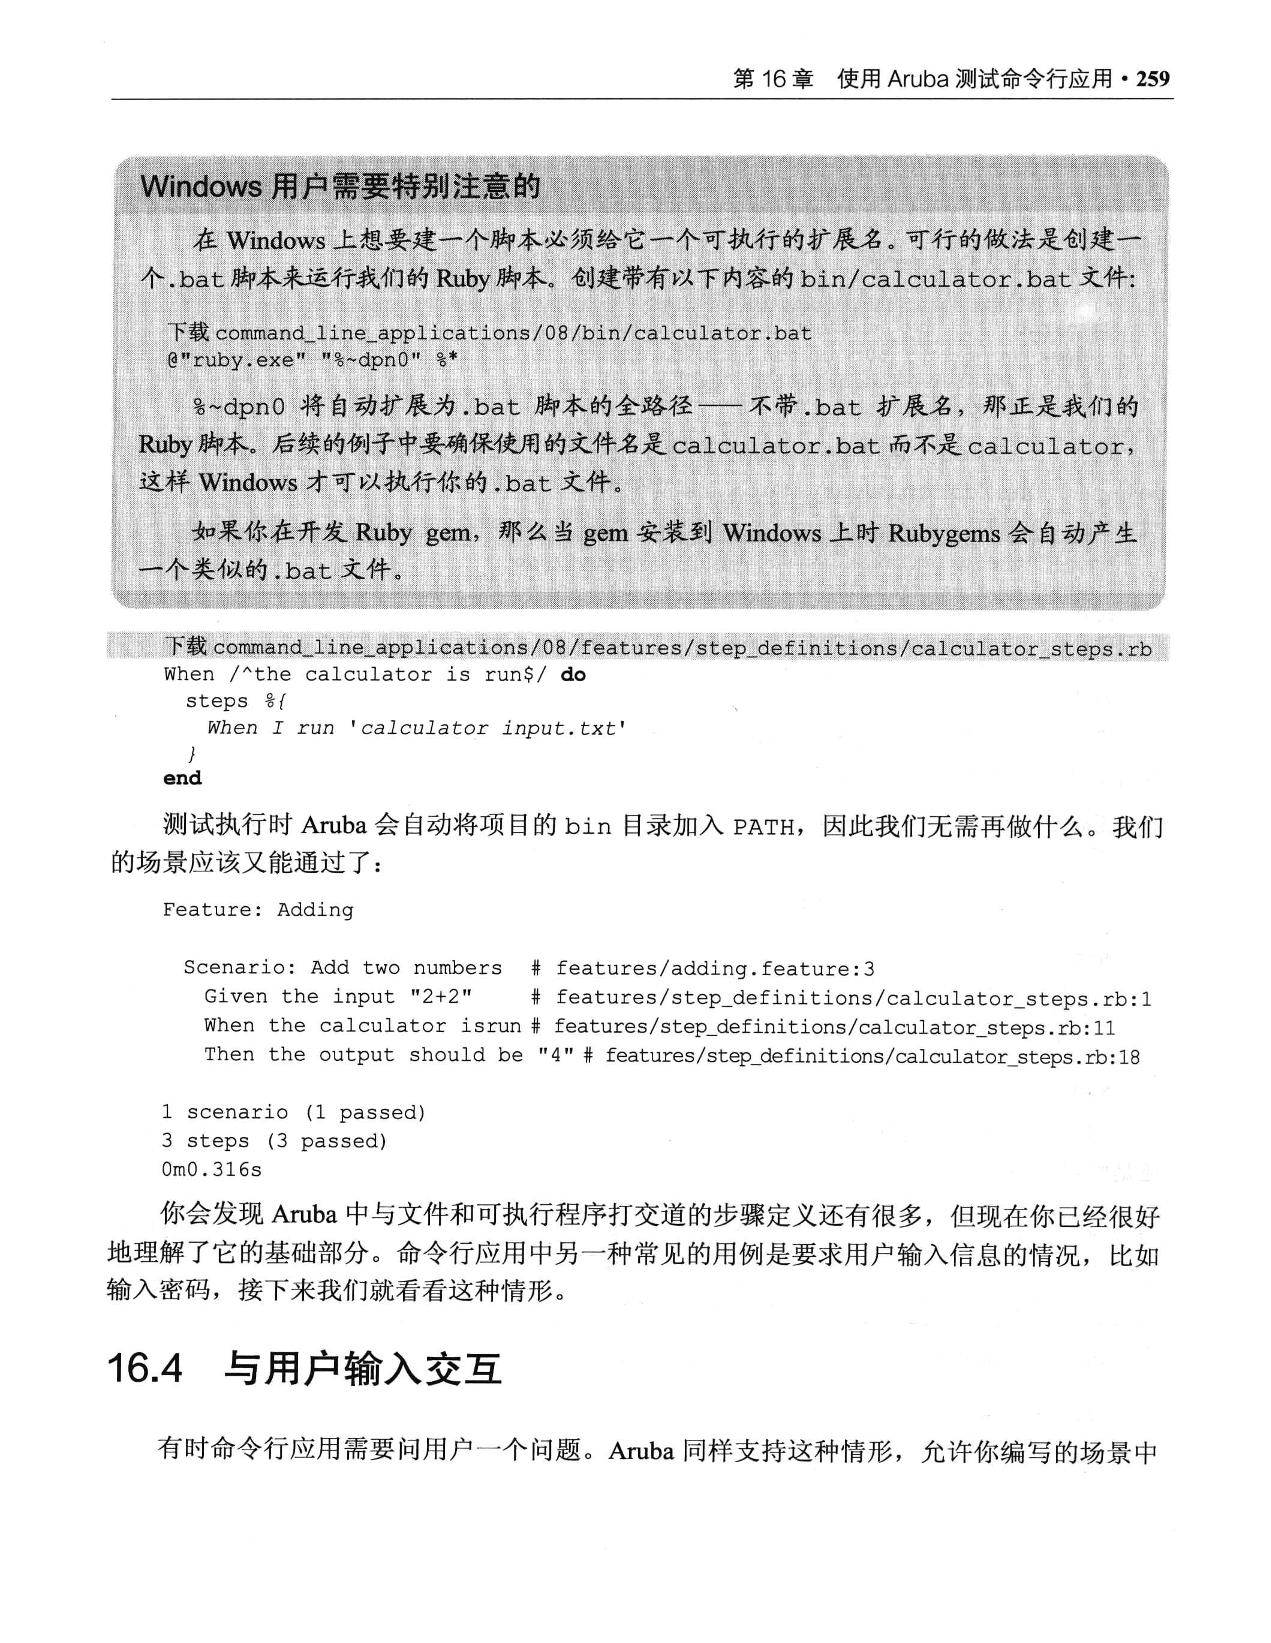 第 16 章　使用 Aruba 测试命令行应用 · 259
Windows 用户需要特别注意的
在 Windows 上想要建一个脚本必须给它一个可执行的扩展名。可行的做法是创建一
个.bat 脚本来运行我们的 Ruby 脚本。创建带有以下内容的 bin/calculator.bat 文件:
下载 command_line_applications/08/bin/calculator.bat
@"ruby.exe" "%~dpn0" %*
%~dpn0 将自动扩展为.bat 脚本的全路径——不带.bat 扩展名，那正是我们的
Ruby 脚本。后续的例子中要确保使用的文件名是 calculator.bat 而不是 calculator，
这样 Windows 才可以执行你的.bat 文件。
如果你在开发 Ruby gem，那么当 gem 安装到 Windows 上时 Rubygems 会自动产生
一个类似的.bat 文件。
下载 command_line_applications/08/features/step_definitions/calculator_steps.rb
When /^the calculator is run$/ do
  steps %{
    When I run 'calculator input.txt'
  }
end
测试执行时 Aruba 会自动将项目的 bin 目录加入 PATH，因此我们无需再做什么。我们
的场景应该又能通过了：
Feature: Adding
  Scenario: Add two numbers  # features/adding.feature:3
    Given the input "2+2"    # features/step_definitions/calculator_steps.rb:1
    When the calculator isrun # features/step_definitions/calculator_steps.rb:11
    Then the output should be "4" # features/step_definitions/calculator_steps.rb:18
1 scenario (1 passed)
3 steps (3 passed)
0m0.316s
你会发现 Aruba 中与文件和可执行程序打交道的步骤定义还有很多，但现在你已经很好
地理解了它的基础部分。命令行应用中另一种常见的用例是要求用户输入信息的情况，比如
输入密码，接下来我们就看看这种情形。
16.4　与用户输入交互
有时命令行应用需要问用户一个问题。Aruba 同样支持这种情形，允许你编写的场景中